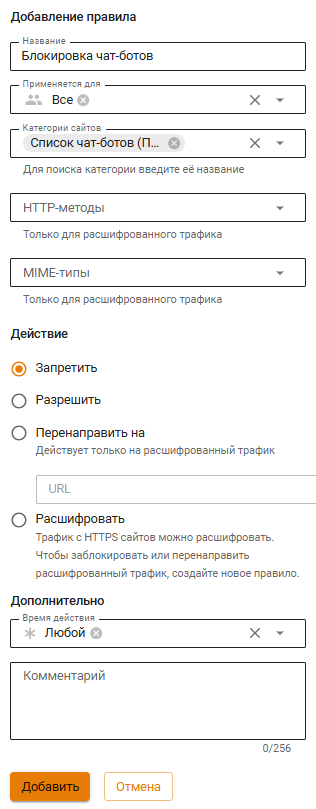 Добавление правила
Название
Блокировка чат-ботов
Применяется для
Все
Категории сайтов
Список чат-ботов (П...
Для поиска категории введите её название
HTTP-методы
Только для расшифрованного трафика
MIME-типы
Только для расшифрованного трафика
Действие
Запретить
Разрешить
Перенаправить на
Действует только на расшифрованный трафик
URL
Расшифровать
Трафик с HTTPS сайтов можно расшифровать.
Чтобы заблокировать или перенаправить
расшифрованный трафик, создайте новое правило.
Дополнительно
Время действия
Любой
Комментарий
0/256
Добавить
Отмена